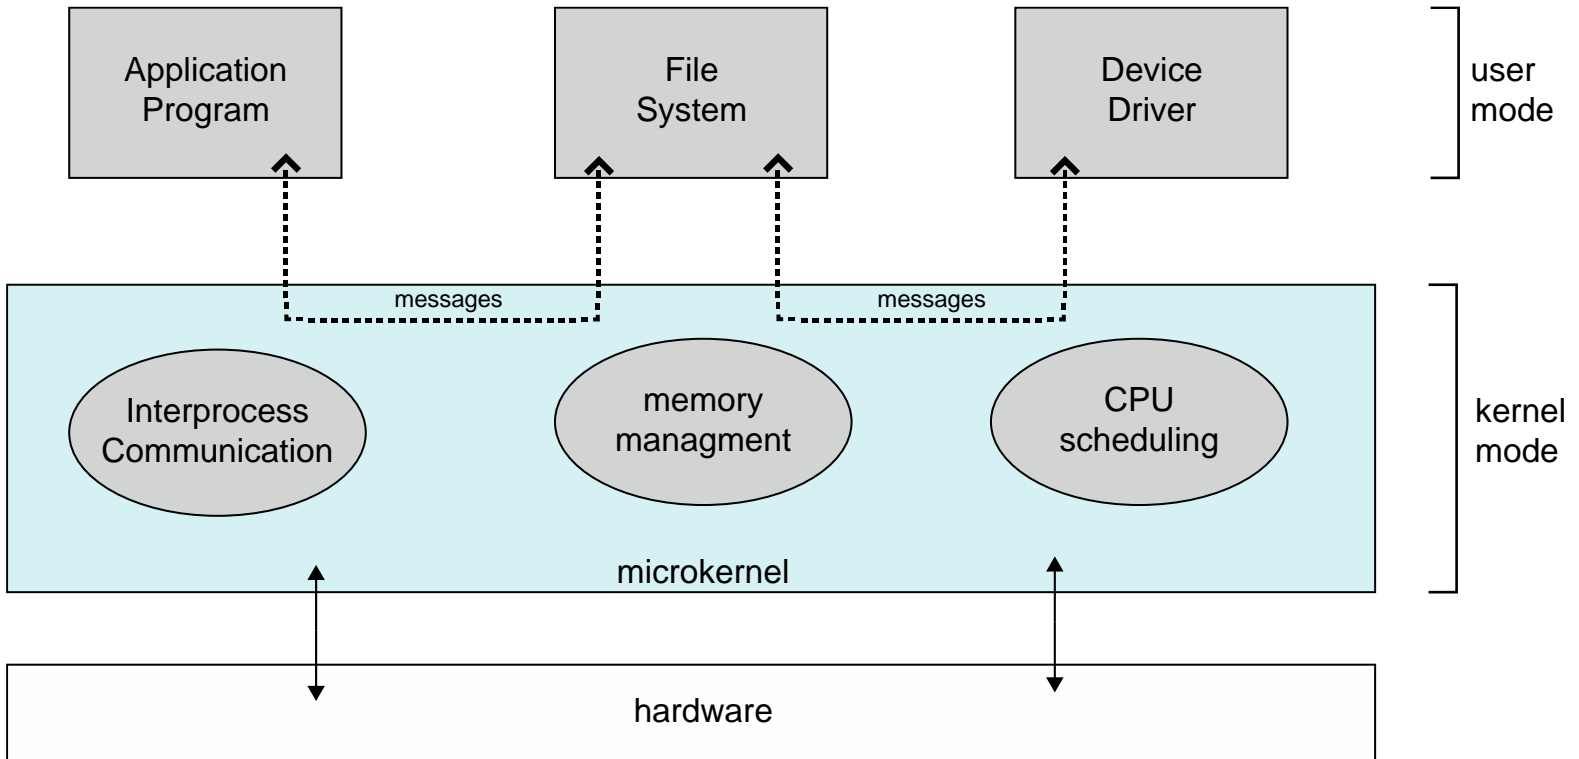 Application
Program
File
System
Device
Driver
user
mode
messages
messages
Interprocess
Communication
memory
managment
CPU
scheduling
kernel
mode
microkernel
hardware